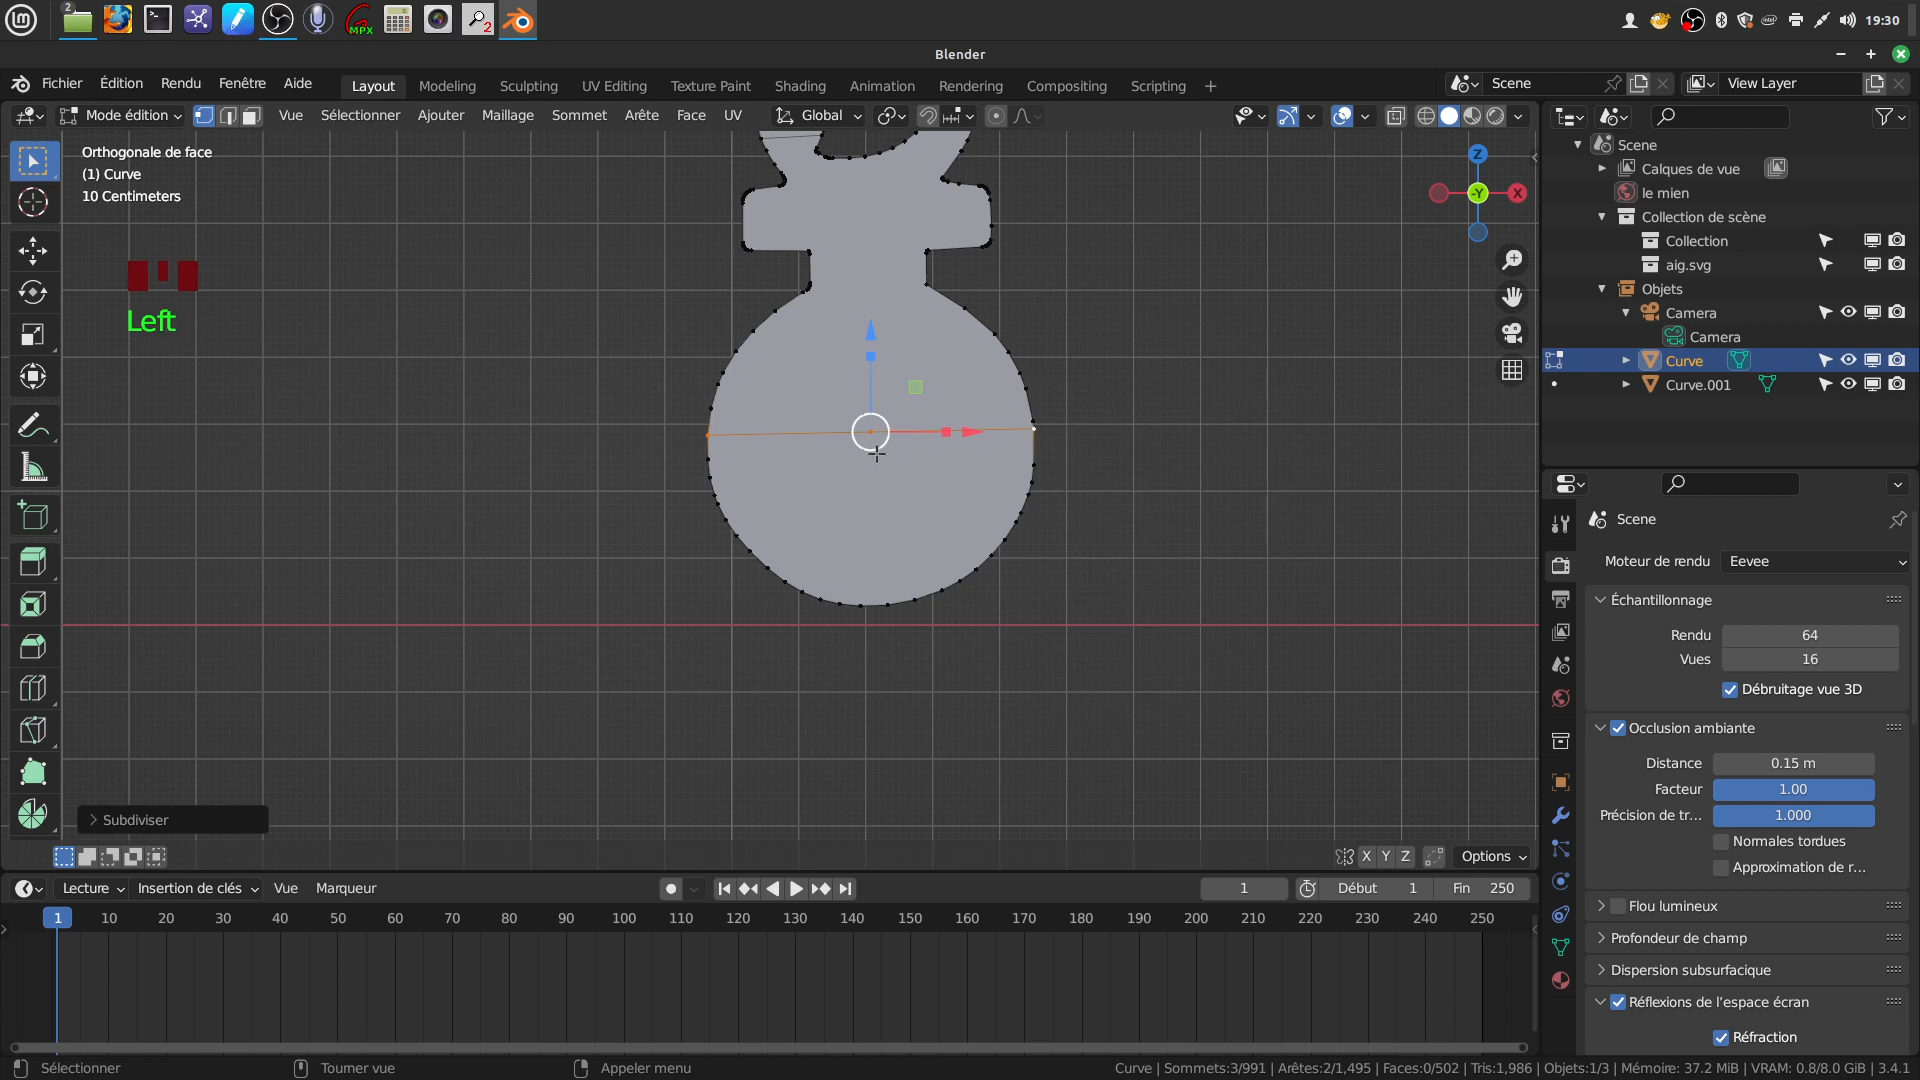 2
MPX
2
19:30
Blender
Fichier Édition Rendu Fenêtre Aide
Layout Modeling Sculpting UV Editing Texture Paint Shading Animation Rendering Compositing Scripting +
Scene
View Layer
Mode édition
Vue Sélectionner Ajouter Maillage Sommet Arête Face UV
Global
Orthogonale de face
(1) Curve
10 Centimeters
Left
Z
-Y
X
Scene
Calques de vue
le mien
Collection de scène
Collection
aig.svg
Objets
Camera
Camera
Curve
Curve.001
Scene
Moteur de rendu Eevee
Échantillonnage
Rendu 64
Vues 16
Débruitage vue 3D
Occlusion ambiante
Distance 0.15 m
Facteur 1.00
Précision de tr... 1.000
Normales tordues
Approximation de r...
Flou lumineux
Profondeur de champ
Dispersion subsurfacique
Réflexions de l'espace écran
Réfraction
Subdiviser
X Y Z
Options
Lecture Insertion de clés Vue Marqueur
1
Début 1
Fin 250
1 10 20 30 40 50 60 70 80 90 100 110 120 130 140 150 160 170 180 190 200 210 220 230 240 250
Sélectionner
Tourner vue
Appeler menu
Curve | Sommets:3/991 | Arêtes:2/1,495 | Faces:0/502 | Tris:1,986 | Objets:1/3 | Mémoire: 37.2 MiB | VRAM: 0.8/8.0 GiB | 3.4.1